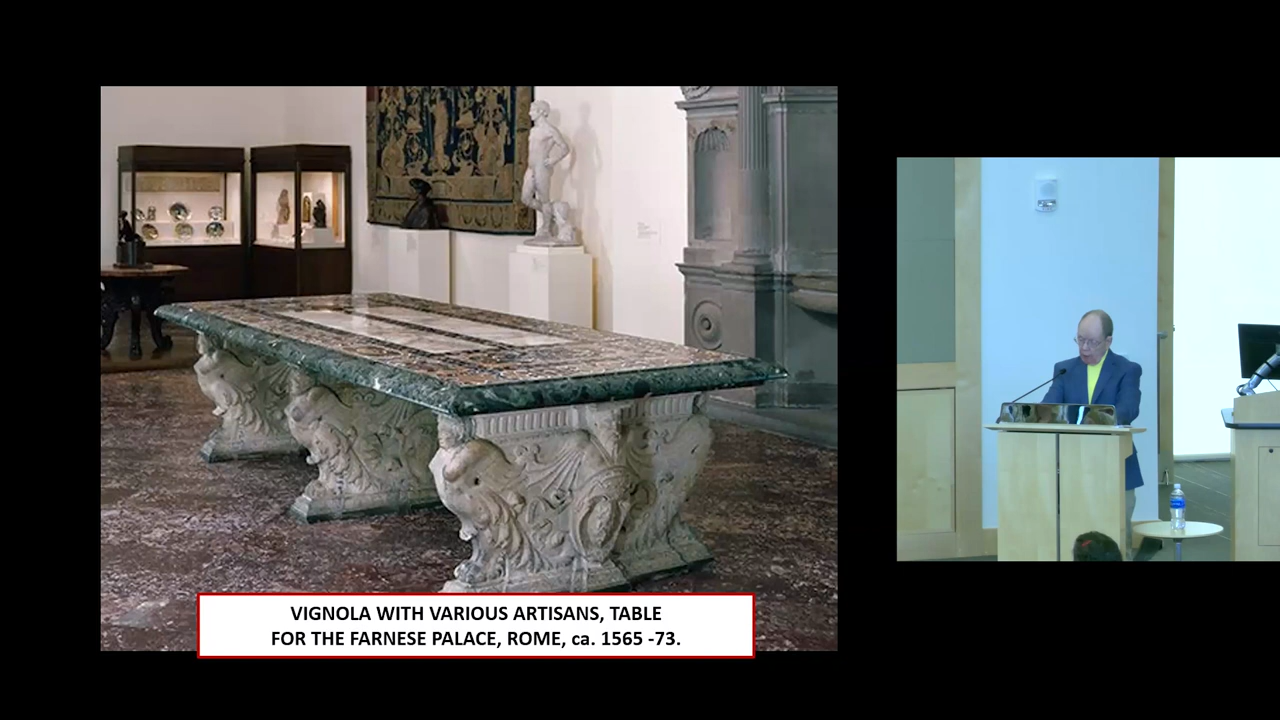 VIGNOLA WITH VARIOUS ARTISANS, TABLE
FOR THE FARNESE PALACE, ROME, ca. 1565 -73.